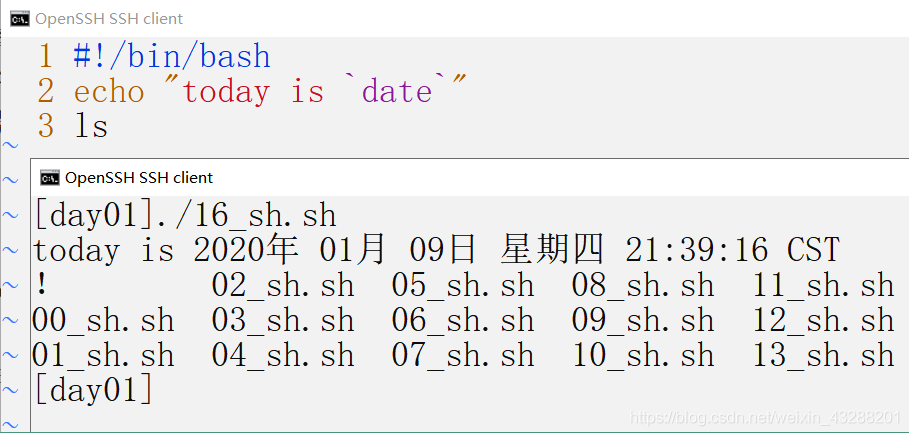 OpenSSH SSH client
1 #!/bin/bash
2 echo "today is `date`"
3 ls
~
~
OpenSSH SSH client
~ [day01]./16_sh.sh
~ today is 2020年 01月 09日 星期四 21:39:16 CST
~ ! 02_sh.sh 05_sh.sh 08_sh.sh 11_sh.sh
~ 00_sh.sh 03_sh.sh 06_sh.sh 09_sh.sh 12_sh.sh
~ 01_sh.sh 04_sh.sh 07_sh.sh 10_sh.sh 13_sh.sh
~ [day01]
~
https://blog.csdn.net/weixin_43288201